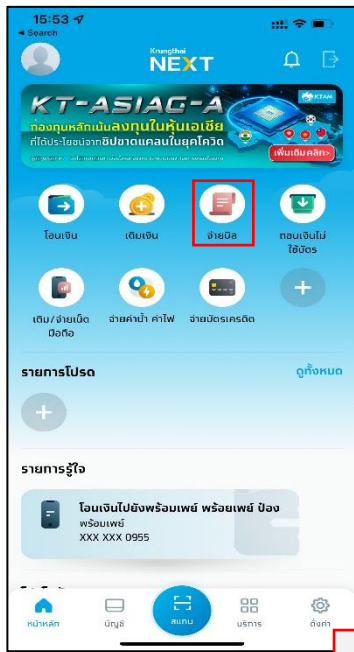 15:53
Search
Krungthai
NEXT
KTAM
KT-ASIAG-A
กองทุนหลักเน้นลงทุนในหุ้นเอเชีย
ที่ได้ประโยชน์จากชิปขาดแคลนในยุคโควิด
เพิ่มเติมคลิก>
โอนเงิน
เติมเงิน
จ่ายบิล
ถอนเงินไม่
ใช้บัตร
เติม/จ่ายเน็ต
มือถือ
จ่ายค่าน้ำ ค่าไฟ
จ่ายบัตรเครดิต
รายการโปรด
ดูทั้งหมด
รายการรู้ใจ
โอนเงินไปยังพร้อมเพย์ พร้อยเพย์ ป้อง
พร้อมเพย์
XXX XXX 0955
หน้าหลัก
บัญชี
สแกน
บริการ
ตั้งค่า